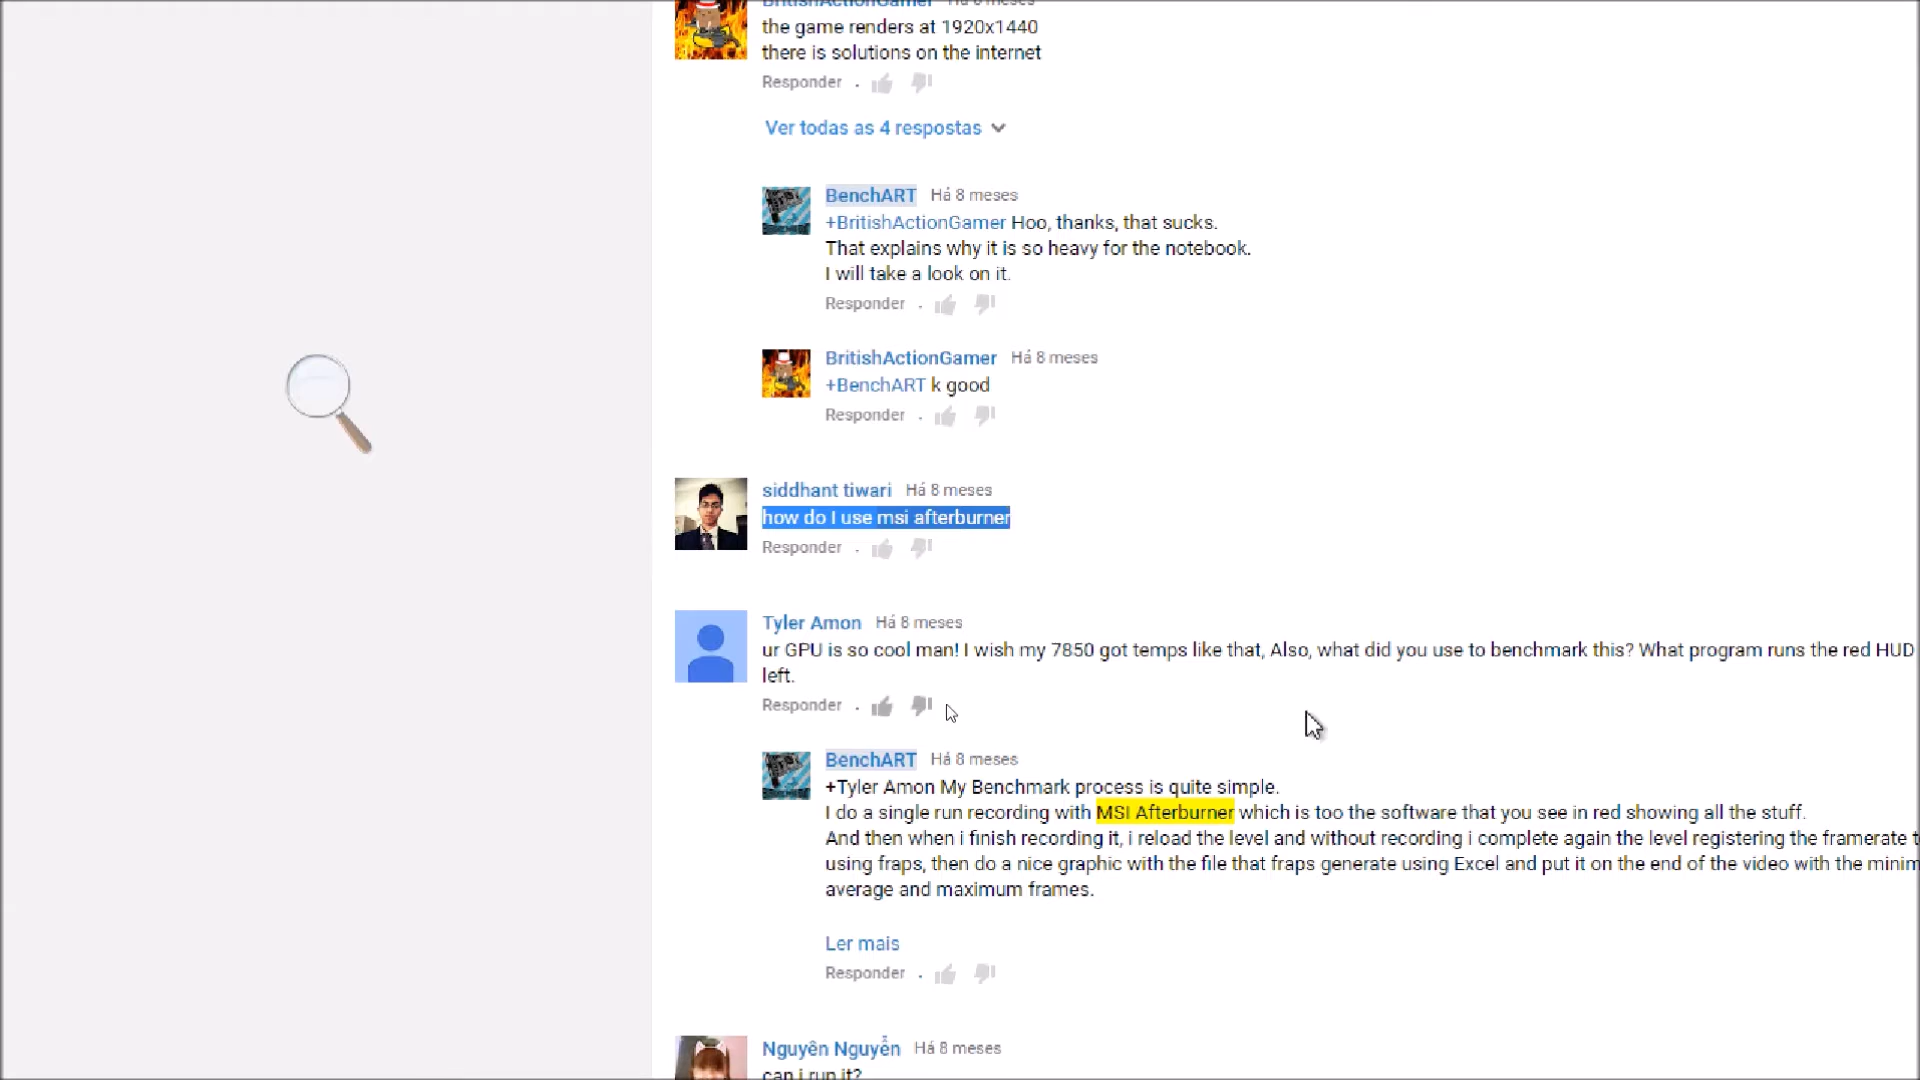 BritishActionGamer Há 8 meses
the game renders at 1920x1440
there is solutions on the internet
Responder .
Ver todas as 4 respostas
BenchART Há 8 meses
+BritishActionGamer Hoo, thanks, that sucks.
That explains why it is so heavy for the notebook.
I will take a look on it.
Responder .
BritishActionGamer Há 8 meses
+BenchART k good
Responder .
siddhant tiwari Há 8 meses
how do I use msi afterburner
Responder .
Tyler Amon Há 8 meses
ur GPU is so cool man! I wish my 7850 got temps like that, Also, what did you use to benchmark this? What program runs the red HUD
left.
Responder .
BenchART Há 8 meses
+Tyler Amon My Benchmark process is quite simple.
I do a single run recording with MSI Afterburner which is too the software that you see in red showing all the stuff.
And then when i finish recording it, i reload the level and without recording i complete again the level registering the framerate
using fraps, then do a nice graphic with the file that fraps generate using Excel and put it on the end of the video with the minim
average and maximum frames.
Ler mais
Responder .
Nguyên Nguyễn Há 8 meses
can i run it?